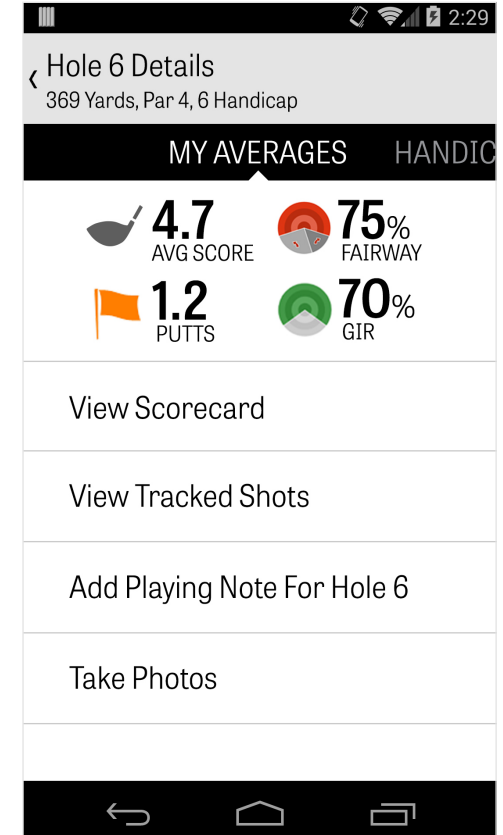 2:29
Hole 6 Details
369 Yards, Par 4, 6 Handicap
MY AVERAGES HANDIC
4.7 75%
AVG SCORE FAIRWAY
1.2 70%
PUTTS GIR
View Scorecard
View Tracked Shots
Add Playing Note For Hole 6
Take Photos